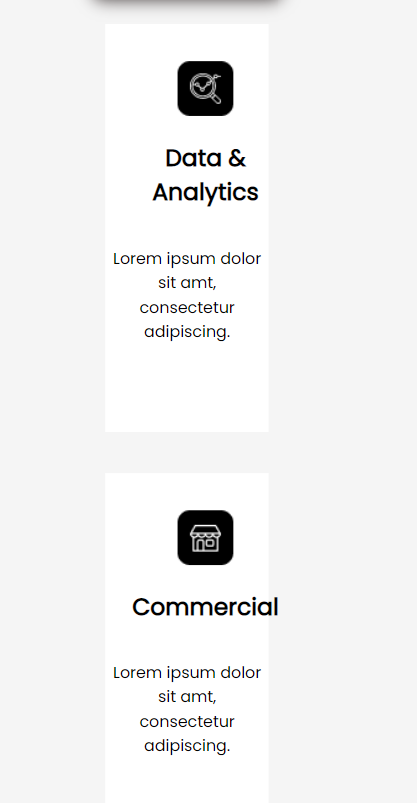 Data &
Analytics
Lorem ipsum dolor
sit amt,
consectetur
adipiscing.
Commercial
Lorem ipsum dolor
sit amt,
consectetur
adipiscing.